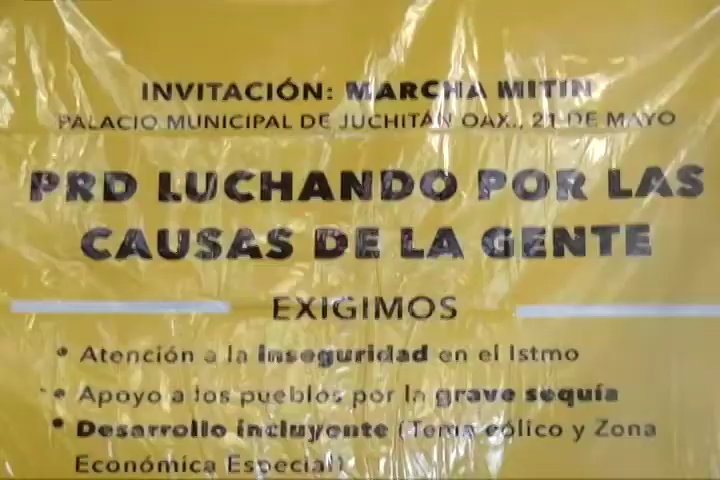 INVITACIÓN: MARCHA MITIN
PALACIO MUNICIPAL DE JUCHITÁN OAX., 21 DE MAYO
PRD LUCHANDO POR LAS
CAUSAS DE LA GENTE
EXIGIMOS
• Atención a la inseguridad en el Istmo
• Apoyo a los pueblos por la grave sequía
• Desarrollo incluyente (Tema eólico y Zona
Económica Especial)